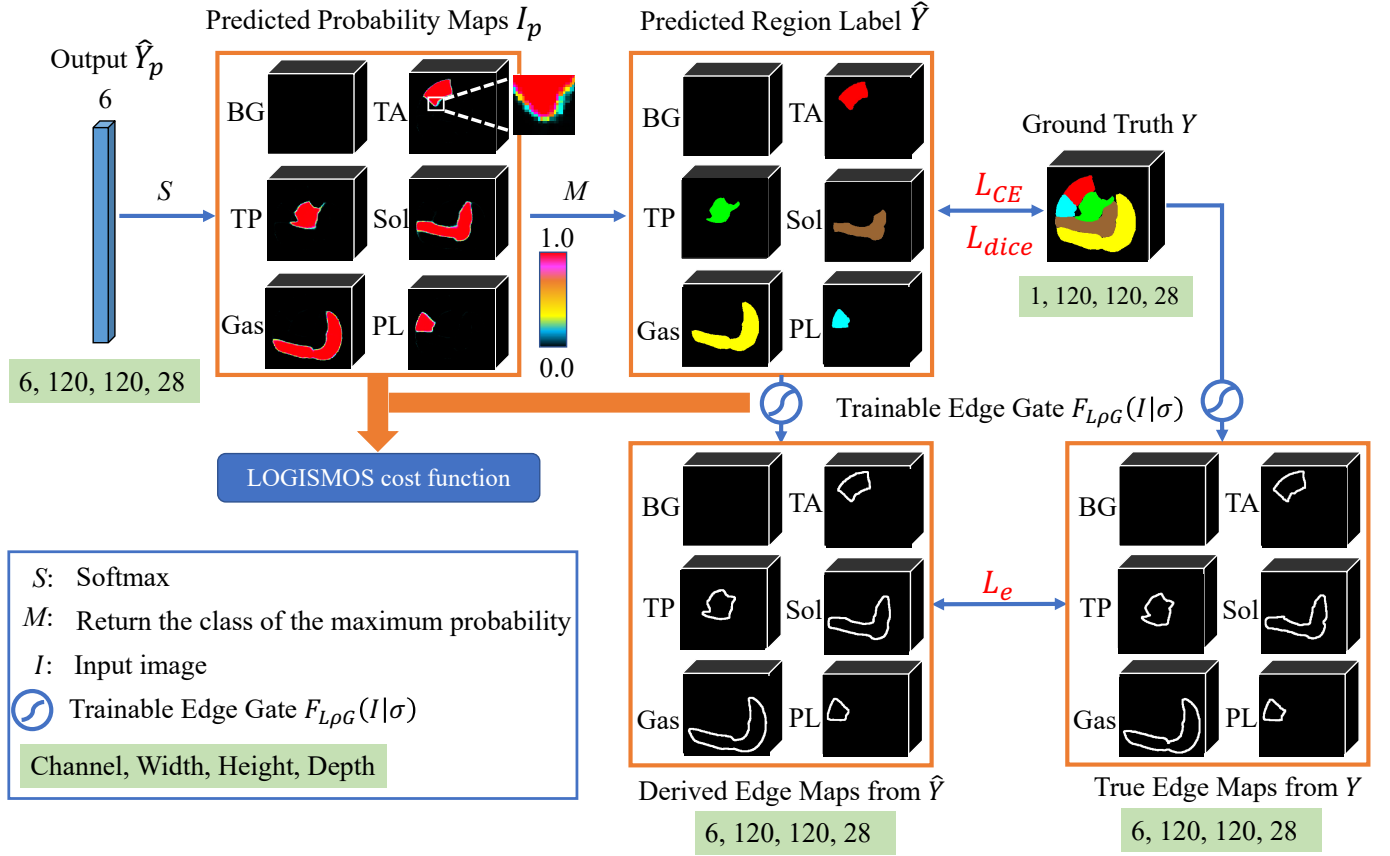 Predicted Probability Maps I_p
Predicted Region Label Ŷ
Output Ŷ_p
6
BG
TA
BG
TA
Ground Truth Y
S
TP
Sol
M
TP
Sol
L_CE
L_dice
1.0
0.0
Gas
PL
Gas
PL
1, 120, 120, 28
6, 120, 120, 28
Trainable Edge Gate F_LρG(I|σ)
LOGISMOS cost function
BG
TA
BG
TA
S: Softmax
M: Return the class of the maximum probability
I: Input image
Trainable Edge Gate F_LρG(I|σ)
Channel, Width, Height, Depth
TP
Sol
L_e
TP
Sol
Gas
PL
Gas
PL
Derived Edge Maps from Ŷ
True Edge Maps from Y
6, 120, 120, 28
6, 120, 120, 28